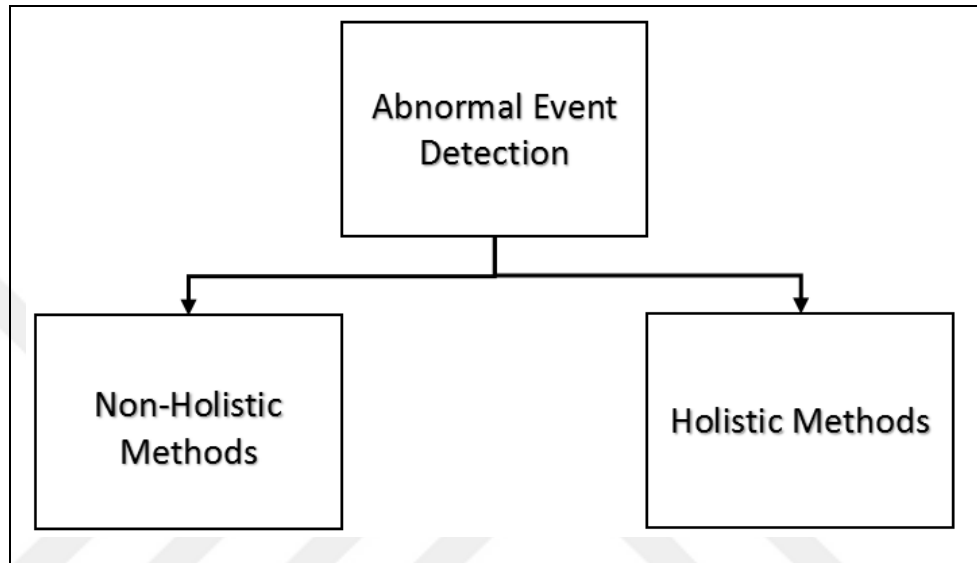 Abnormal Event
Detection
Non-Holistic
Methods
Holistic Methods